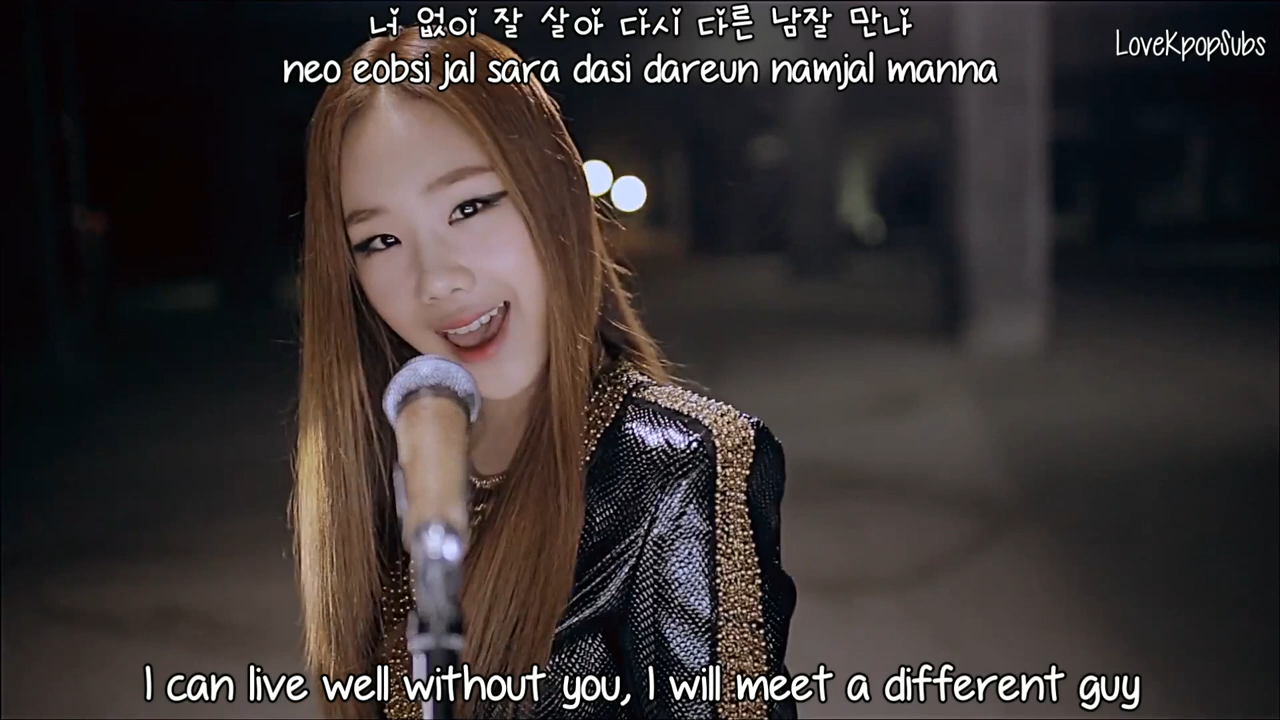 너 없이 잘 살아 다시 다른 남잘 만나
LoveKpopSubs
neo eobsi jal sara dasi dareun namjal manna
I can live well without you, I will meet a different guy